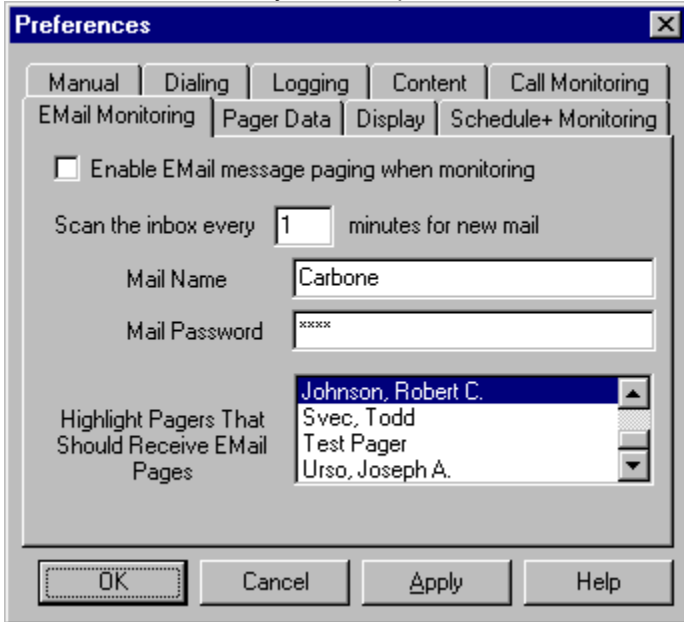 Preferences
Manual Dialing Logging Content Call Monitoring
EMail Monitoring Pager Data Display Schedule+ Monitoring
Enable EMail message paging when monitoring
Scan the inbox every 1 minutes for new mail
Mail Name Carbone
Mail Password ****
Highlight Pagers That
Should Receive EMail
Pages
Johnson, Robert C.
Svec, Todd
Test Pager
Urso, Joseph A.
OK Cancel Apply Help